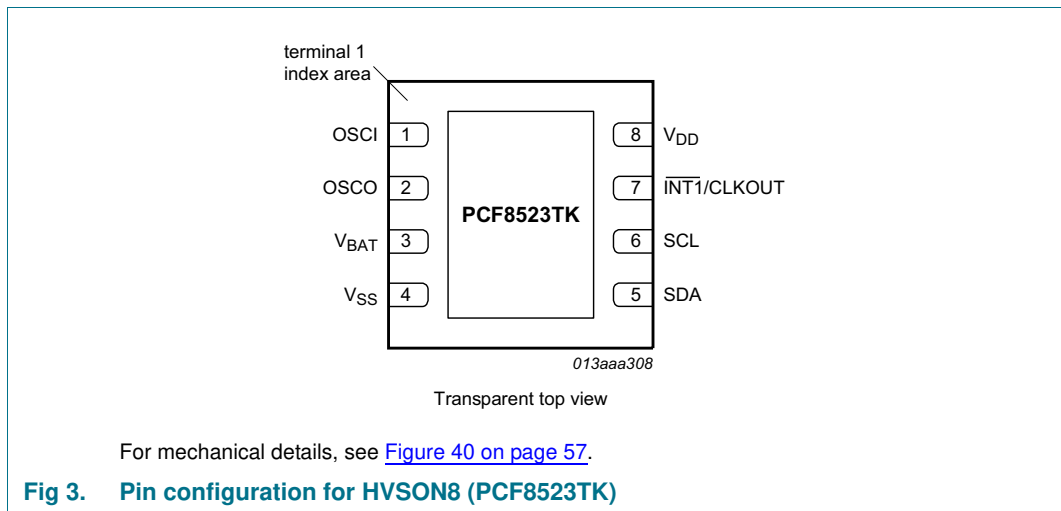 terminal 1
index area
OSCI 1
8 VDD
OSCO 2
7 INT1/CLKOUT
PCF8523TK
VBAT 3
6 SCL
VSS 4
5 SDA
013aaa308
Transparent top view
For mechanical details, see Figure 40 on page 57.
Fig 3. Pin configuration for HVSON8 (PCF8523TK)